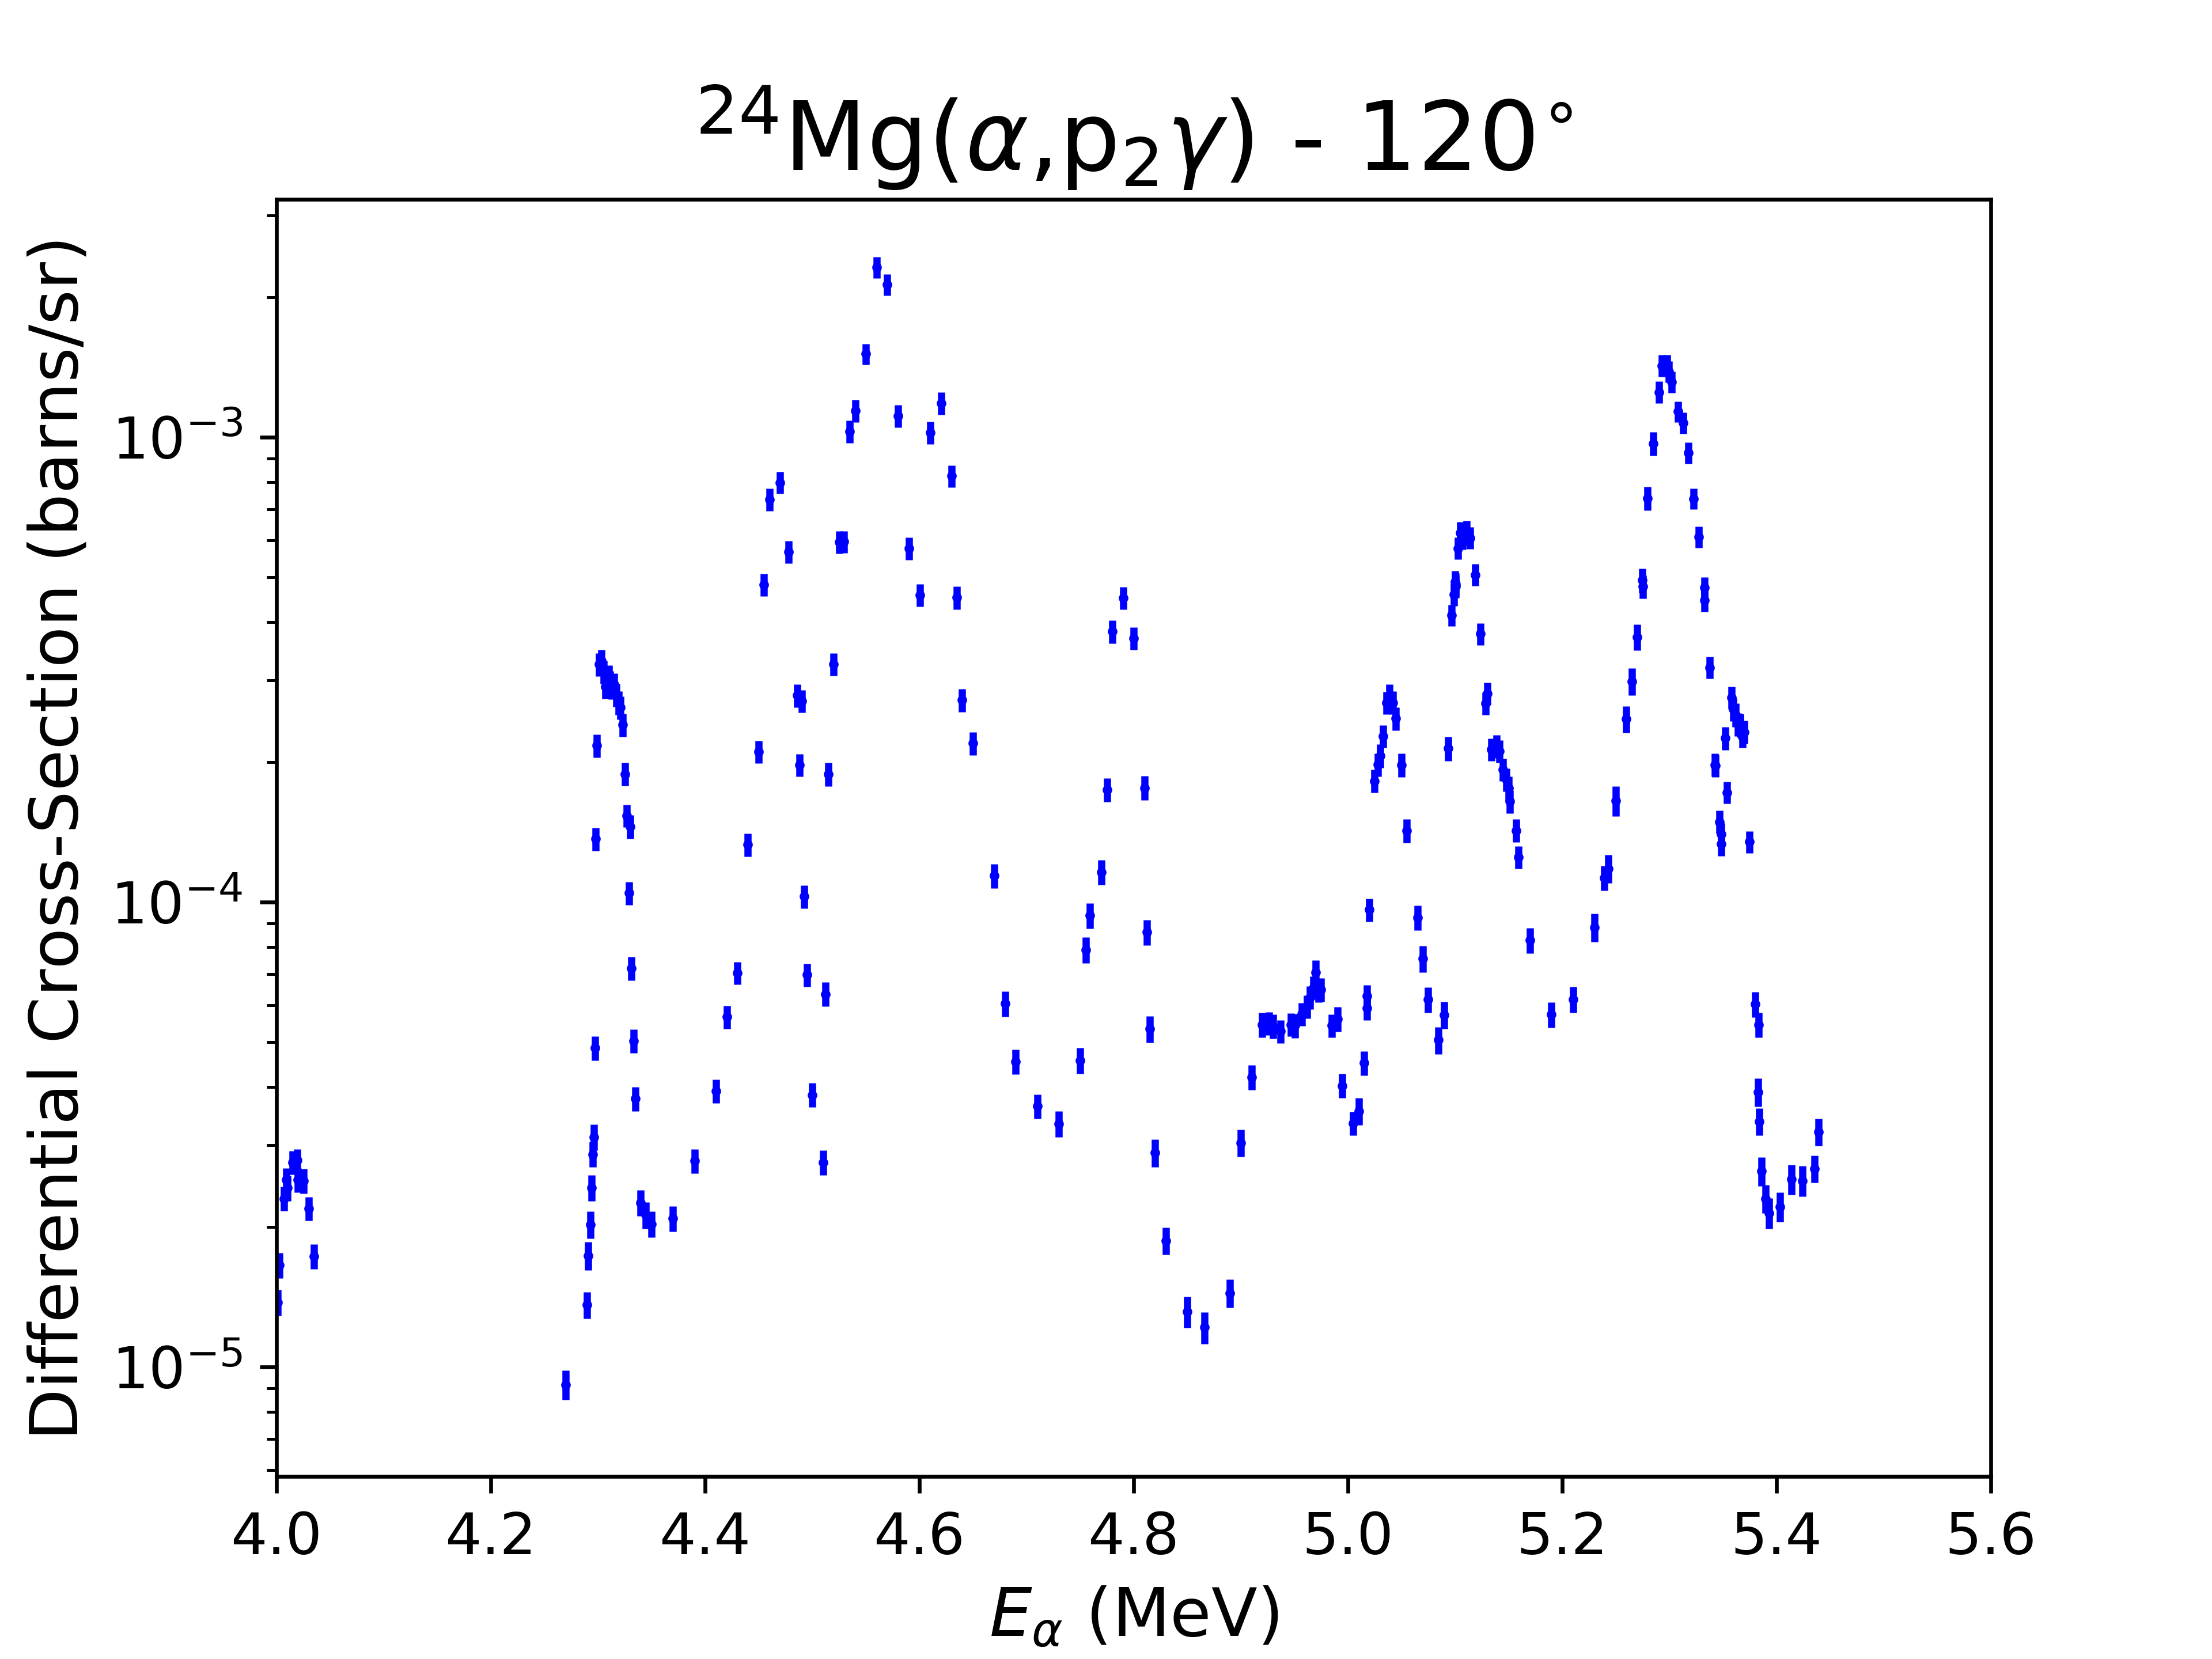 ²⁴Mg(α,p₂γ) - 120°
Differential Cross-Section (barns/sr)
10⁻³
10⁻⁴
10⁻⁵
4.0 4.2 4.4 4.6 4.8 5.0 5.2 5.4 5.6
E_α (MeV)